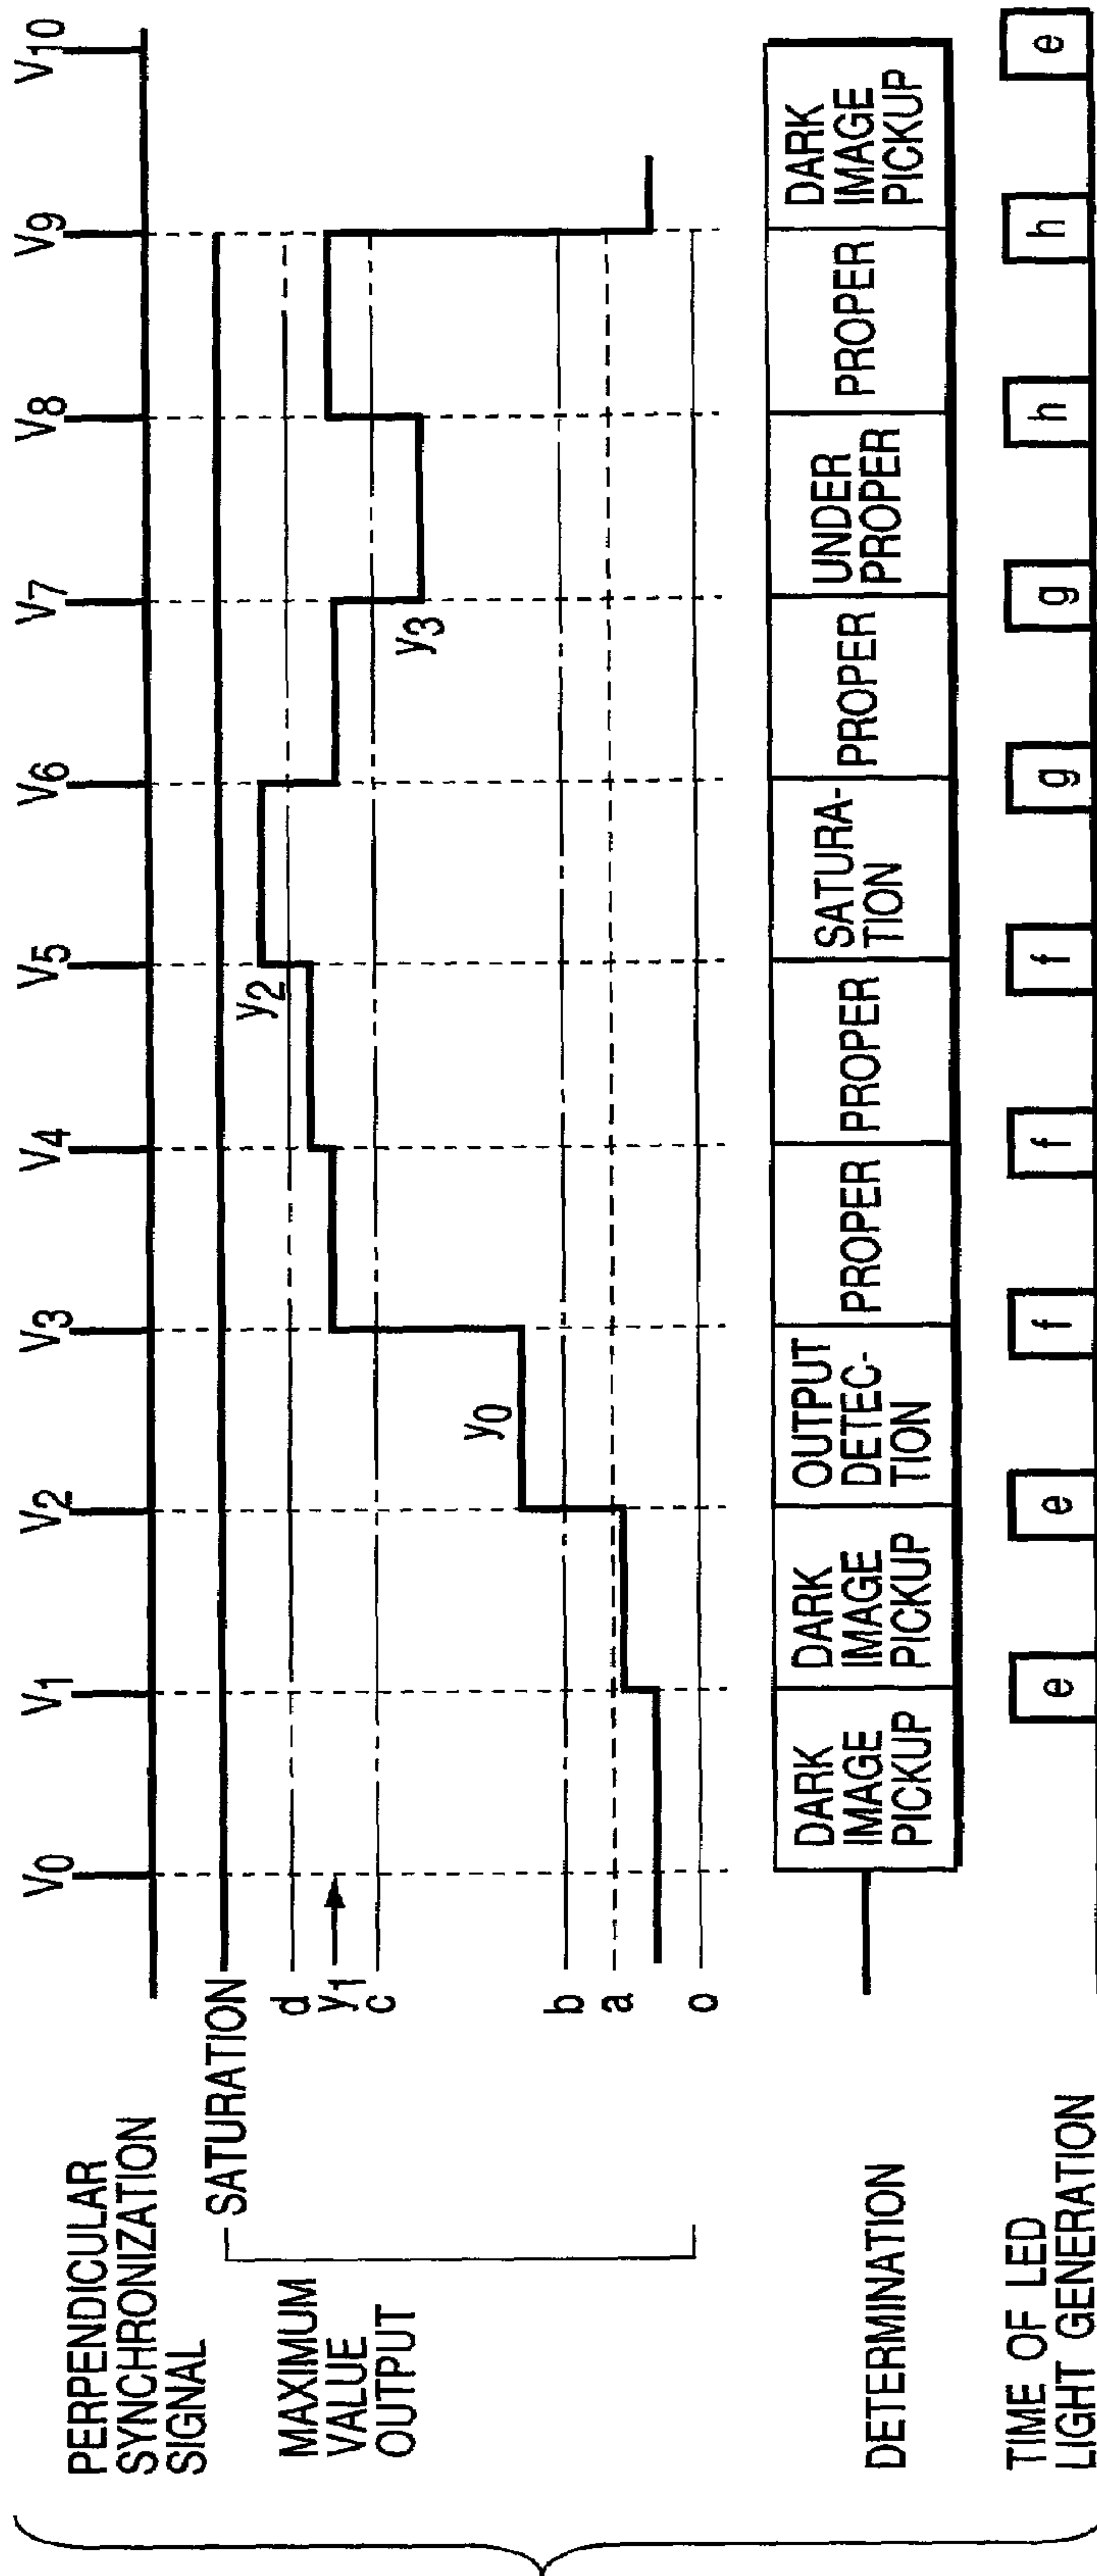 PERPENDICULAR
SYNCHRONIZATION
SIGNAL
V0 V1 V2 V3 V4 V5 V6 V7 V8 V9 V10
MAXIMUM
VALUE
OUTPUT
SATURATION
d
y1
c
b
a
o
y0
y2
y3
DETERMINATION
DARK
IMAGE
PICKUP
DARK
IMAGE
PICKUP
OUTPUT
DETEC-
TION
PROPER
PROPER
SATURA-
TION
PROPER
UNDER
PROPER
PROPER
DARK
IMAGE
PICKUP
TIME OF LED
LIGHT GENERATION
e e f f f g g h h e